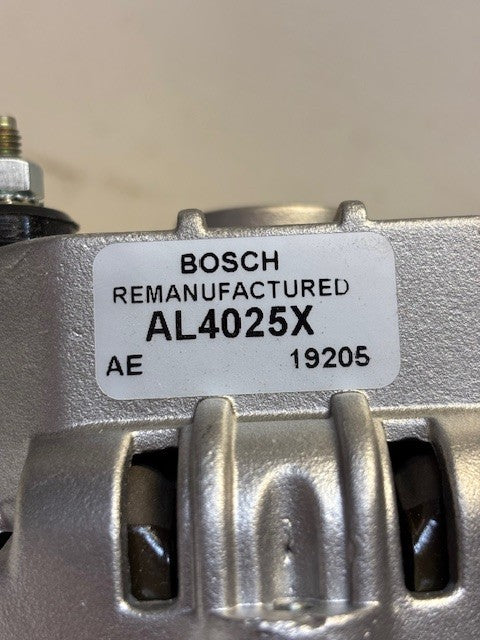 BOSCH
REMANUFACTURED
AL4025X
AE 19205